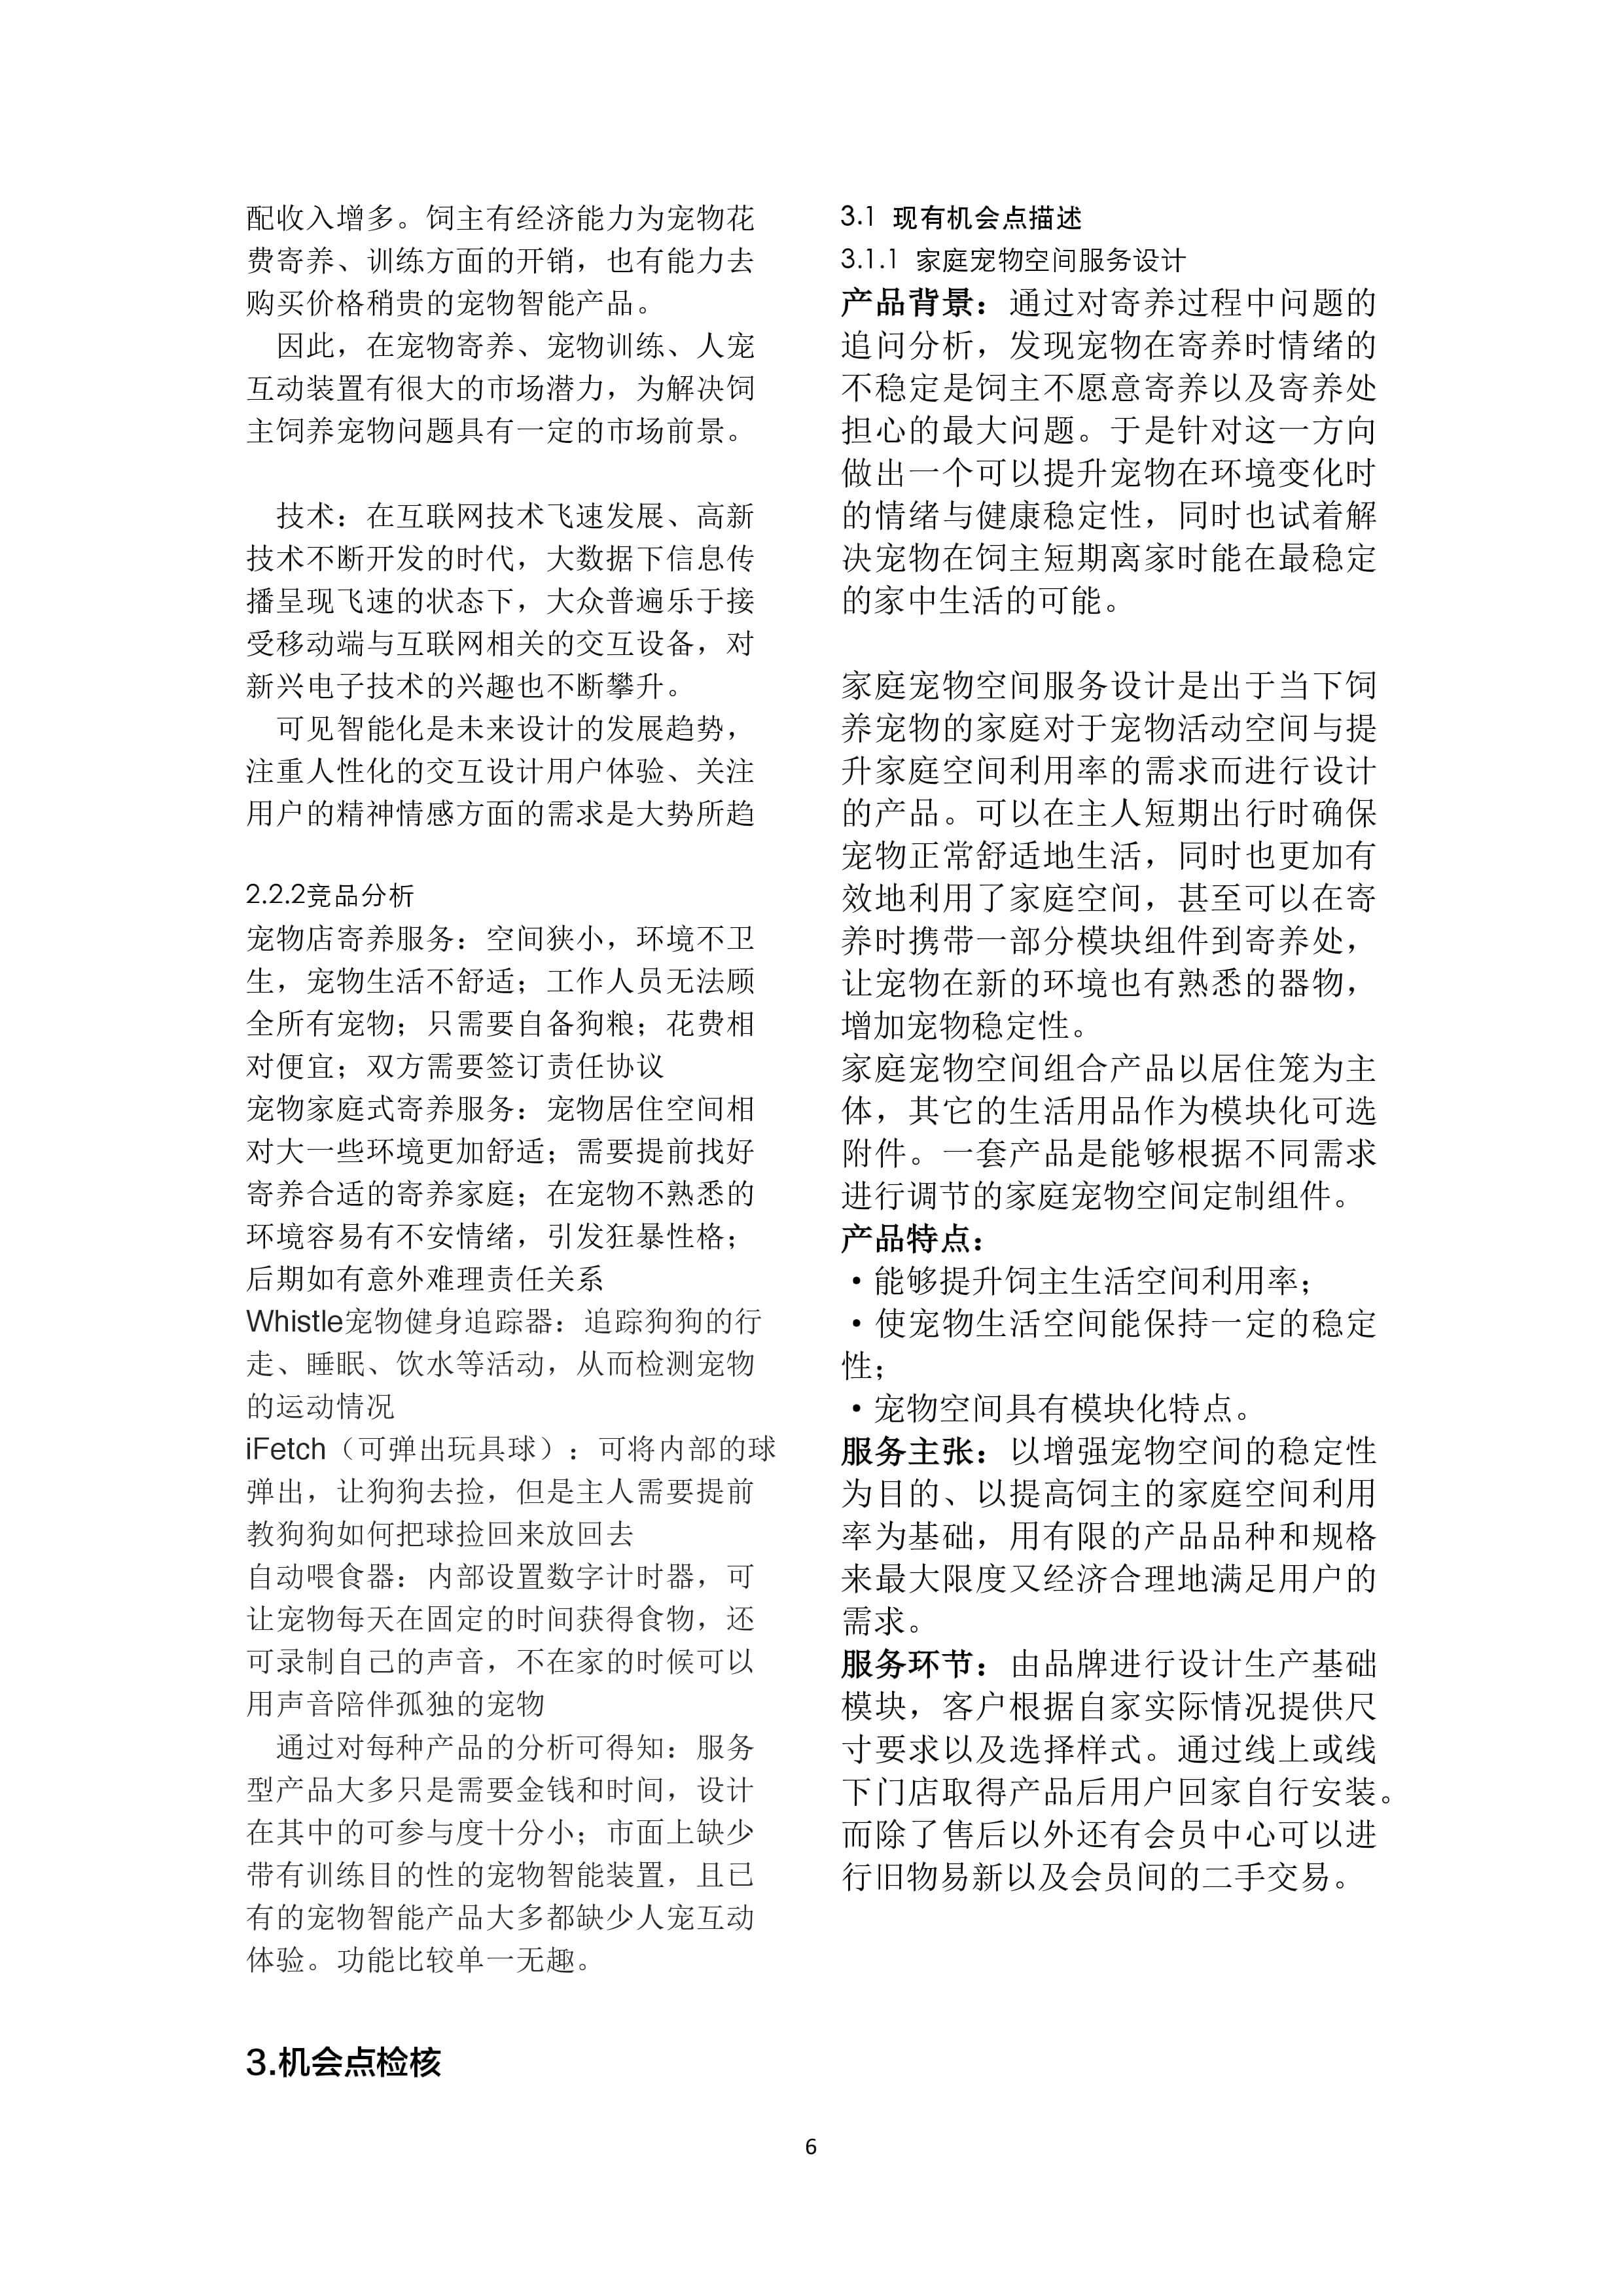 配收入增多。饲主有经济能力为宠物花
费寄养、训练方面的开销，也有能力去
购买价格稍贵的宠物智能产品。
因此，在宠物寄养、宠物训练、人宠
互动装置有很大的市场潜力，为解决饲
主饲养宠物问题具有一定的市场前景。
技术：在互联网技术飞速发展、高新
技术不断开发的时代，大数据下信息传
播呈现飞速的状态下，大众普遍乐于接
受移动端与互联网相关的交互设备，对
新兴电子技术的兴趣也不断攀升。
可见智能化是未来设计的发展趋势，
注重人性化的交互设计用户体验、关注
用户的精神情感方面的需求是大势所趋
2.2.2竞品分析
宠物店寄养服务：空间狭小，环境不卫
生，宠物生活不舒适；工作人员无法顾
全所有宠物；只需要自备狗粮；花费相
对便宜；双方需要签订责任协议
宠物家庭式寄养服务：宠物居住空间相
对大一些环境更加舒适；需要提前找好
寄养合适的寄养家庭；在宠物不熟悉的
环境容易有不安情绪，引发狂暴性格；
后期如有意外难理责任关系
Whistle宠物健身追踪器：追踪狗狗的行
走、睡眠、饮水等活动，从而检测宠物
的运动情况
iFetch（可弹出玩具球）：可将内部的球
弹出，让狗狗去捡，但是主人需要提前
教狗狗如何把球捡回来放回去
自动喂食器：内部设置数字计时器，可
让宠物每天在固定的时间获得食物，还
可录制自己的声音，不在家的时候可以
用声音陪伴孤独的宠物
通过对每种产品的分析可得知：服务
型产品大多只是需要金钱和时间，设计
在其中的可参与度十分小；市面上缺少
带有训练目的性的宠物智能装置，且已
有的宠物智能产品大多都缺少人宠互动
体验。功能比较单一无趣。
3.机会点检核
3.1 现有机会点描述
3.1.1 家庭宠物空间服务设计
产品背景：通过对寄养过程中问题的
追问分析，发现宠物在寄养时情绪的
不稳定是饲主不愿意寄养以及寄养处
担心的最大问题。于是针对这一方向
做出一个可以提升宠物在环境变化时
的情绪与健康稳定性，同时也试着解
决宠物在饲主短期离家时能在最稳定
的家中生活的可能。
家庭宠物空间服务设计是出于当下饲
养宠物的家庭对于宠物活动空间与提
升家庭空间利用率的需求而进行设计
的产品。可以在主人短期出行时确保
宠物正常舒适地生活，同时也更加有
效地利用了家庭空间，甚至可以在寄
养时携带一部分模块组件到寄养处，
让宠物在新的环境也有熟悉的器物，
增加宠物稳定性。
家庭宠物空间组合产品以居住笼为主
体，其它的生活用品作为模块化可选
附件。一套产品是能够根据不同需求
进行调节的家庭宠物空间定制组件。
产品特点：
·能够提升饲主生活空间利用率；
·使宠物生活空间能保持一定的稳定
性；
·宠物空间具有模块化特点。
服务主张：以增强宠物空间的稳定性
为目的、以提高饲主的家庭空间利用
率为基础，用有限的产品品种和规格
来最大限度又经济合理地满足用户的
需求。
服务环节：由品牌进行设计生产基础
模块，客户根据自家实际情况提供尺
寸要求以及选择样式。通过线上或线
下门店取得产品后用户回家自行安装。
而除了售后以外还有会员中心可以进
行旧物易新以及会员间的二手交易。
6